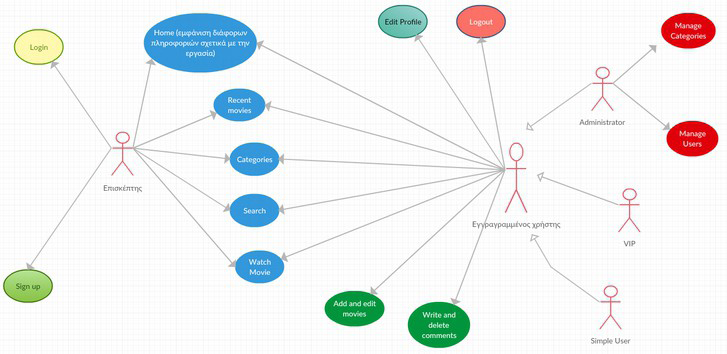 Edit Profile
Logout
Manage
Categories
Login
Home (εμφάνιση διάφορων
πληροφοριών σχετικά με την
εργασία)
Recent
movies
Administrator
Manage
Users
Categories
Επισκέπτης
Search
Εγγραγραμμένος χρήστης
VIP
Watch
Movie
Sign up
Add and edit
movies
Write and
delete
comments
Simple User